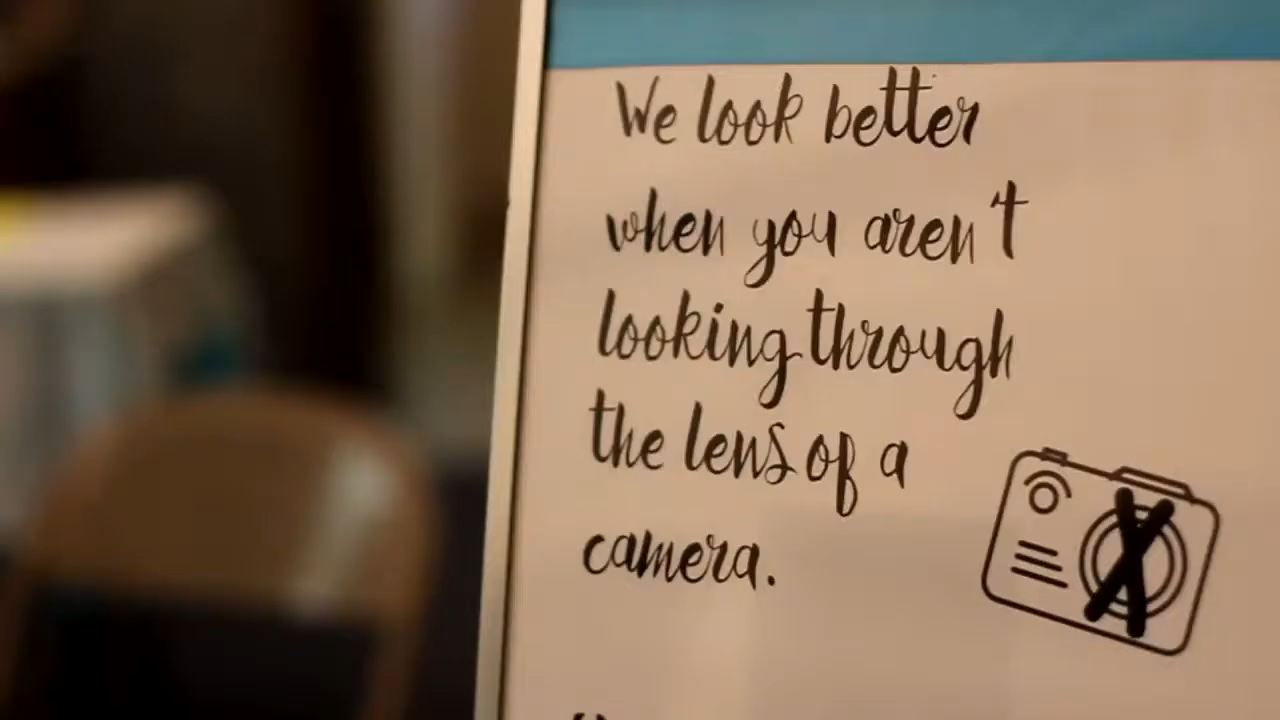 We look better
when you aren't
looking through
the lens of a
camera.